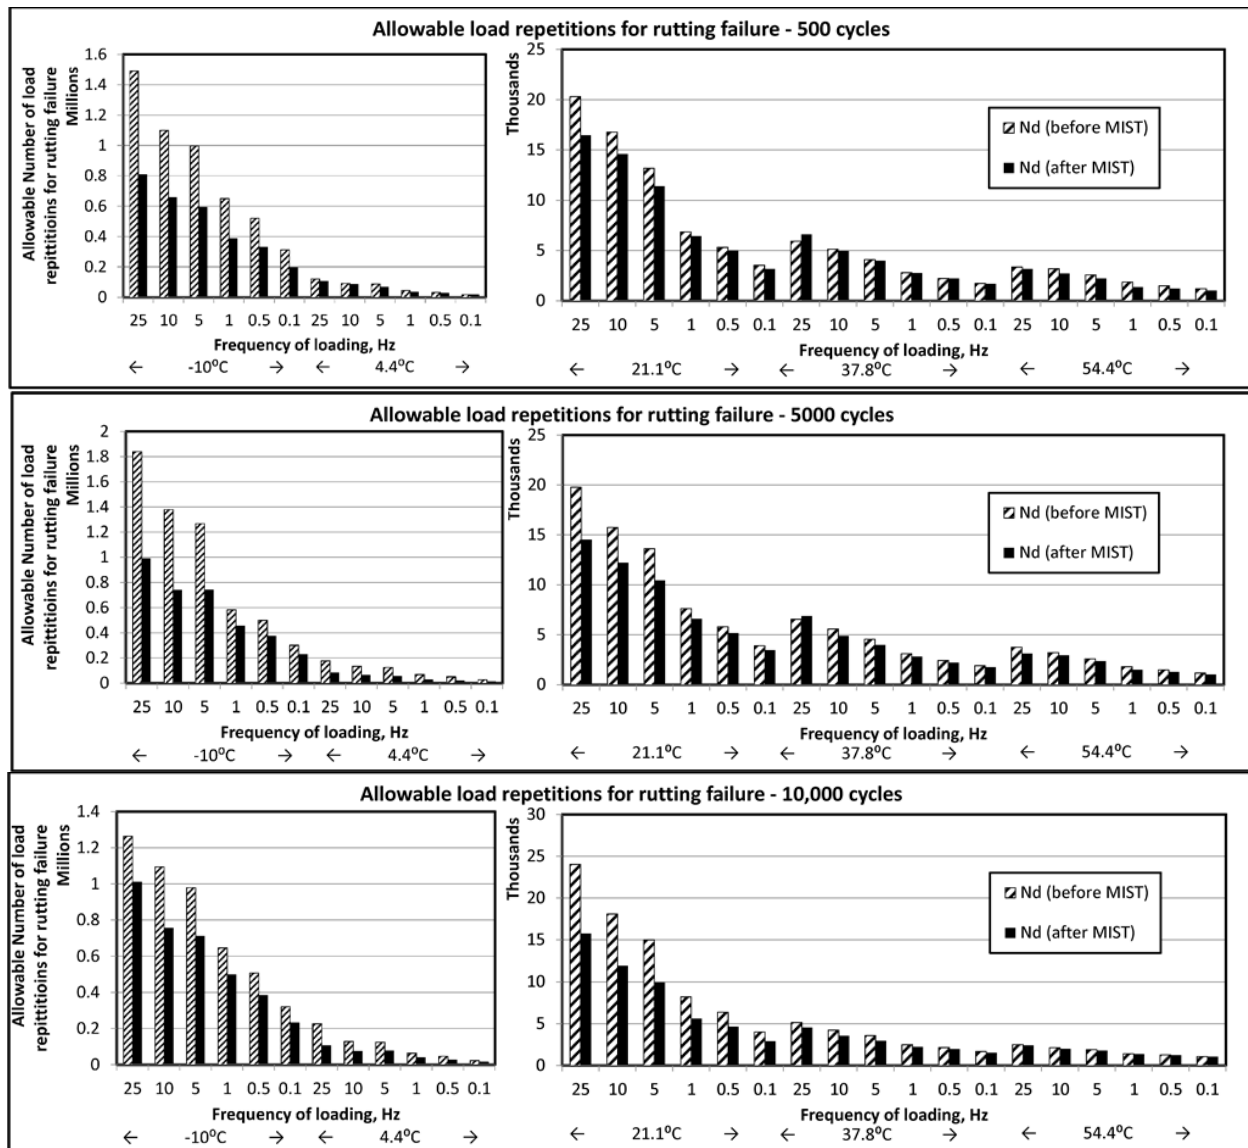 Allowable load repetitions for rutting failure - 500 cycles
Allowable Number of load
repittitioins for rutting failure
Millions
1.6
1.4
1.2
1
0.8
0.6
0.4
0.2
0
25 10 5 1 0.5 0.1 25 10 5 1 0.5 0.1
Frequency of loading, Hz
← -10⁰C → ← 4.4⁰C →
Thousands
25
20
15
10
5
0
Nd (before MIST)
Nd (after MIST)
25 10 5 1 0.5 0.1 25 10 5 1 0.5 0.1 25 10 5 1 0.5 0.1
Frequency of loading, Hz
← 21.1⁰C → ← 37.8⁰C → ← 54.4⁰C →
Allowable load repetitions for rutting failure - 5000 cycles
Allowable Number of load
repittitioins for rutting failure
Millions
2
1.8
1.6
1.4
1.2
1
0.8
0.6
0.4
0.2
0
25 10 5 1 0.5 0.1 25 10 5 1 0.5 0.1
Frequency of loading, Hz
← -10⁰C → ← 4.4⁰C →
Thousands
25
20
15
10
5
0
Nd (before MIST)
Nd (after MIST)
25 10 5 1 0.5 0.1 25 10 5 1 0.5 0.1 25 10 5 1 0.5 0.1
Frequency of loading, Hz
← 21.1⁰C → ← 37.8⁰C → ← 54.4⁰C →
Allowable load repetitions for rutting failure - 10,000 cycles
Allowable Number of load
repittitioins for rutting failure
Millions
1.4
1.2
1
0.8
0.6
0.4
0.2
0
25 10 5 1 0.5 0.1 25 10 5 1 0.5 0.1
Frequency of loading, Hz
← -10⁰C → ← 4.4⁰C →
Thousands
30
25
20
15
10
5
0
Nd (before MIST)
Nd (after MIST)
25 10 5 1 0.5 0.1 25 10 5 1 0.5 0.1 25 10 5 1 0.5 0.1
Frequency of loading, Hz
← 21.1⁰C → ← 37.8⁰C → ← 54.4⁰C →